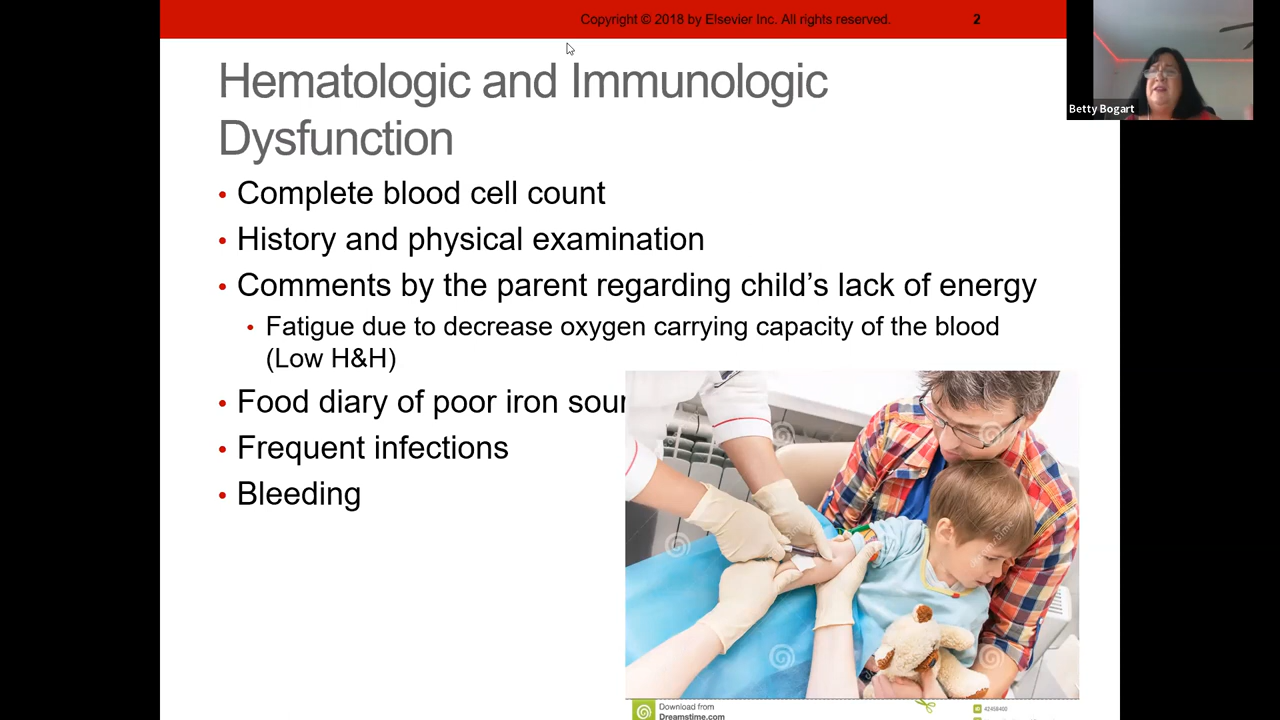 Copyright © 2018 by Elsevier Inc. All rights reserved. 2
Betty Bogart
Hematologic and Immunologic
Dysfunction
• Complete blood cell count
• History and physical examination
• Comments by the parent regarding child’s lack of energy
• Fatigue due to decrease oxygen carrying capacity of the blood
(Low H&H)
• Food diary of poor iron
• Frequent infections
• Bleeding
Download from
Dreamstime.com